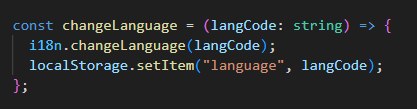 const changeLanguage = (langCode: string) => {
  i18n.changeLanguage(langCode);
  localStorage.setItem("language", langCode);
};